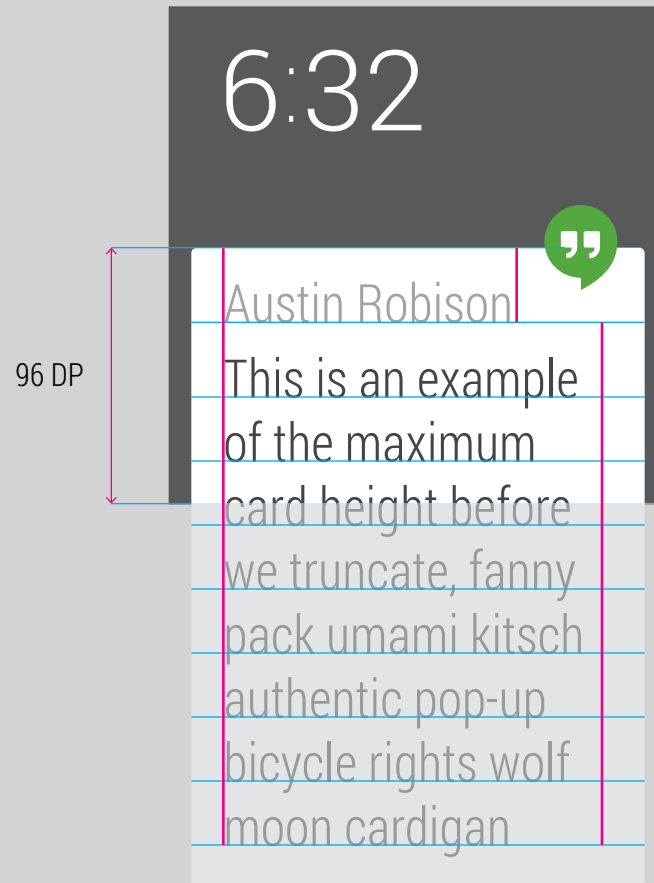 6:32
Austin Robison
96 DP
This is an example
of the maximum
card height before
we truncate, fanny
pack umami kitsch
authentic pop-up
bicycle rights wolf
moon cardigan